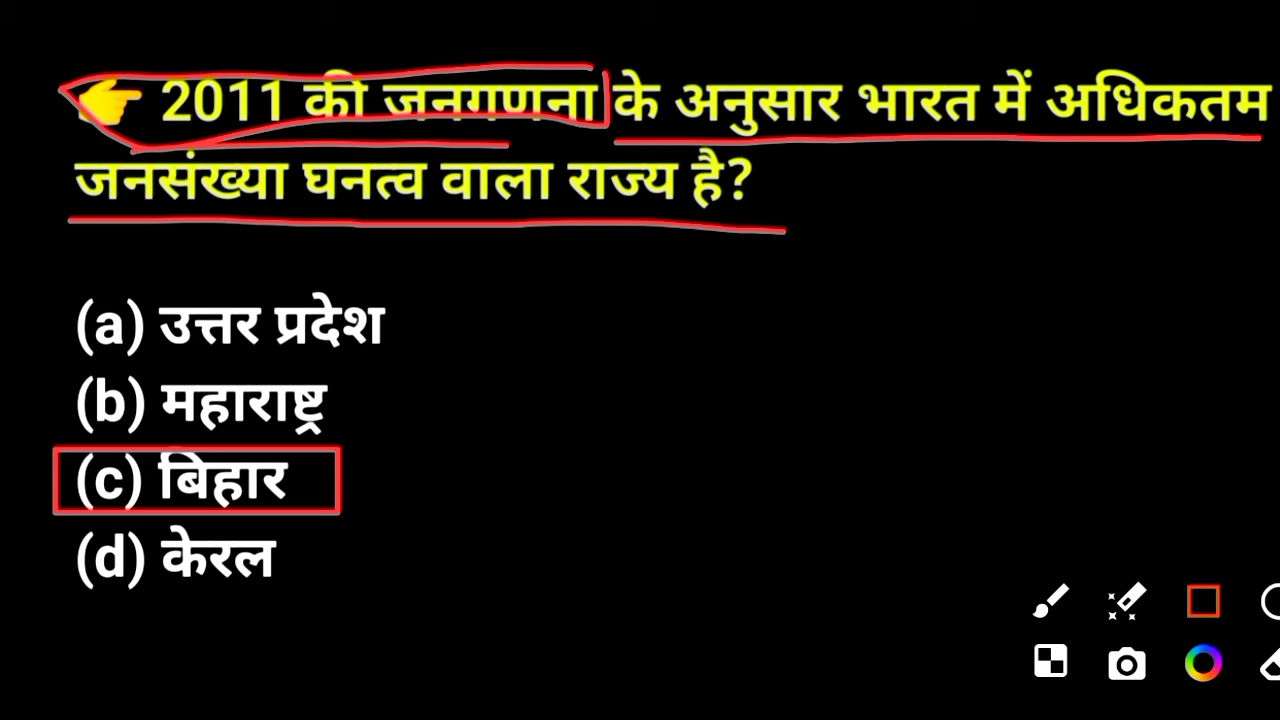 👉 2011 की जनगणना के अनुसार भारत में अधिकतम
जनसंख्या घनत्व वाला राज्य है?
(a) उत्तर प्रदेश
(b) महाराष्ट्र
(c) बिहार
(d) केरल